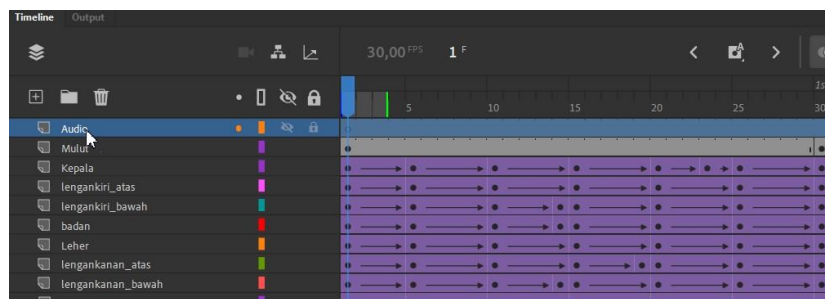 Timeline Output
30,00 FPS 1 F
1s
5 10 15 20 25 30
Audio
Mulut
Kepala
lengankiri_atas
lengankiri_bawah
badan
Leher
lengankanan_atas
lengankanan_bawah